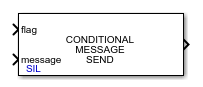 flag
CONDITIONAL
MESSAGE
SEND
message
SIL